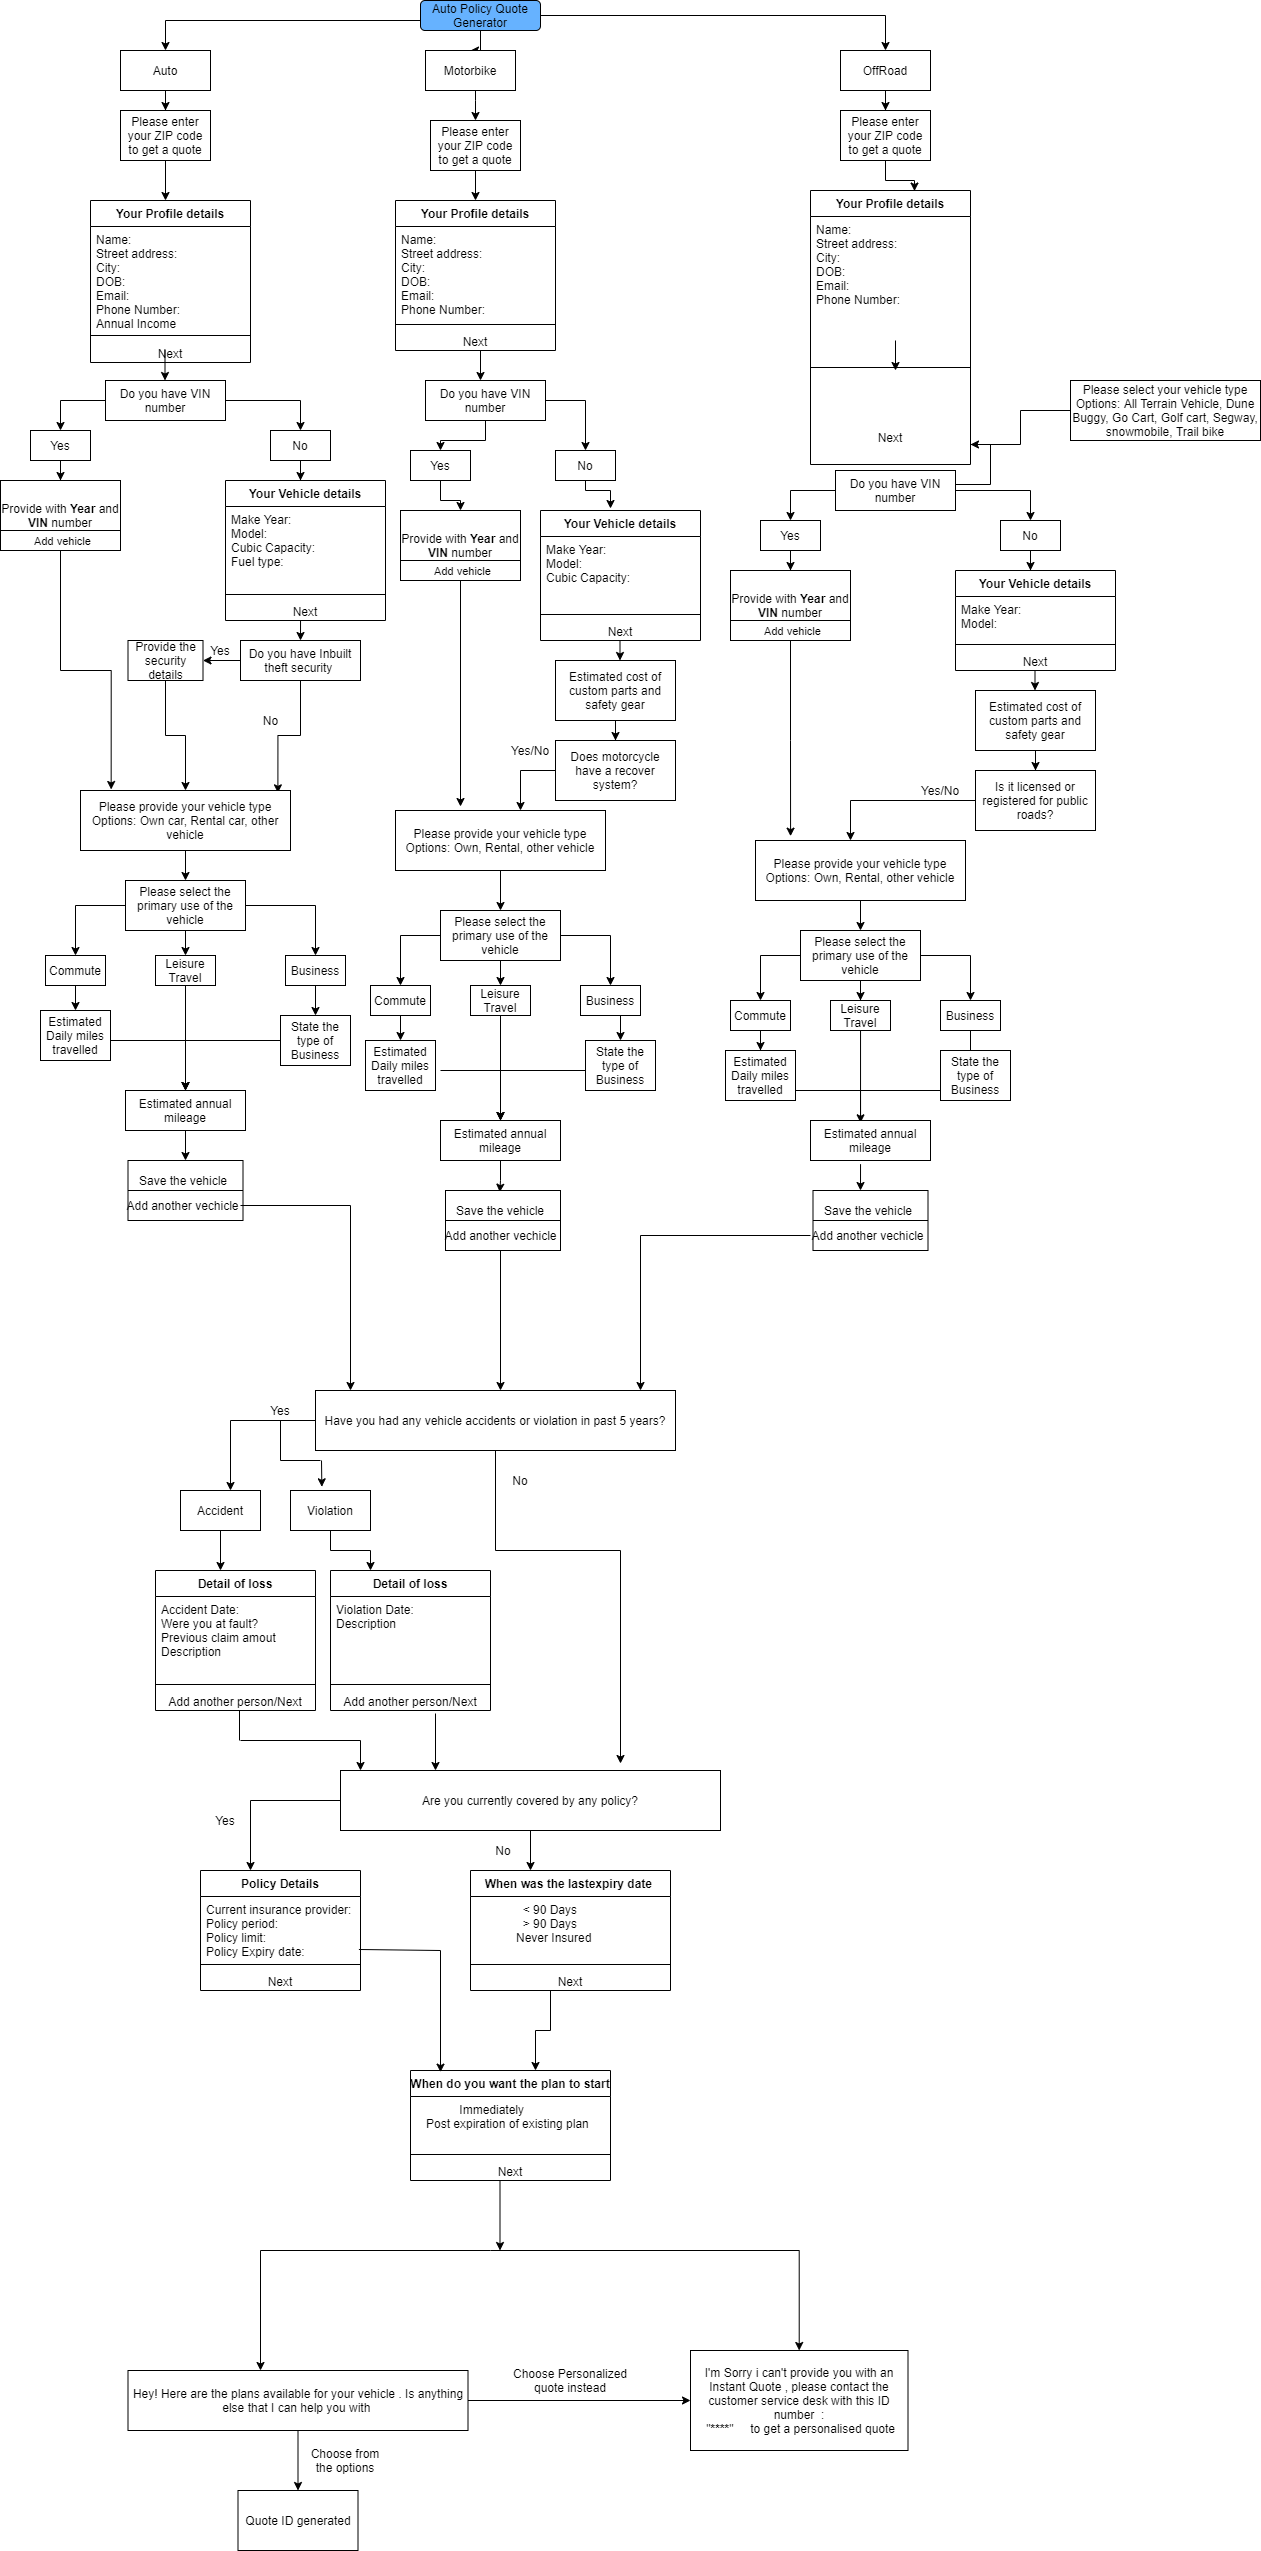 Auto Policy Quote
Generator
Auto
Motorbike
OffRoad
Please enter
your ZIP code
to get a quote
Please enter
your ZIP code
to get a quote
Please enter
your ZIP code
to get a quote
Your Profile details
Name:
Street address:
City:
DOB:
Email:
Phone Number:
Annual Income
Next
Your Profile details
Name:
Street address:
City:
DOB:
Email:
Phone Number:
Next
Your Profile details
Name:
Street address:
City:
DOB:
Email:
Phone Number:
Next
Please select your vehicle type
Options: All Terrain Vehicle, Dune
Buggy, Go Cart, Golf cart, Segway,
snowmobile, Trail bike
Do you have VIN
number
Yes
No
Do you have VIN
number
Yes
No
Do you have VIN
number
Yes
No
Provide with Year and
VIN number
Add vehicle
Your Vehicle details
Make Year:
Model:
Cubic Capacity:
Fuel type:
Next
Provide with Year and
VIN number
Add vehicle
Your Vehicle details
Make Year:
Model:
Cubic Capacity:
Next
Provide with Year and
VIN number
Add vehicle
Your Vehicle details
Make Year:
Model:
Next
Provide the
security
details
Yes
Do you have Inbuilt
theft security
No
Estimated cost of
custom parts and
safety gear
Yes/No
Does motorcycle
have a recover
system?
Estimated cost of
custom parts and
safety gear
Yes/No
Is it licensed or
registered for public
roads?
Please provide your vehicle type
Options: Own car, Rental car, other
vehicle
Please provide your vehicle type
Options: Own, Rental, other vehicle
Please provide your vehicle type
Options: Own, Rental, other vehicle
Please select the
primary use of the
vehicle
Commute
Leisure
Travel
Business
Estimated
Daily miles
travelled
State the
type of
Business
Estimated annual
mileage
Save the vehicle
Add another vechicle
Please select the
primary use of the
vehicle
Commute
Leisure
Travel
Business
Estimated
Daily miles
travelled
State the
type of
Business
Estimated annual
mileage
Save the vehicle
Add another vechicle
Please select the
primary use of the
vehicle
Commute
Leisure
Travel
Business
Estimated
Daily miles
travelled
State the
type of
Business
Estimated annual
mileage
Save the vehicle
Add another vechicle
Have you had any vehicle accidents or violation in past 5 years?
Yes
No
Accident
Violation
Detail of loss
Accident Date:
Were you at fault?
Previous claim amout
Description
Add another person/Next
Detail of loss
Violation Date:
Description
Add another person/Next
Are you currently covered by any policy?
Yes
No
Policy Details
Current insurance provider:
Policy period:
Policy limit:
Policy Expiry date:
Next
When was the lastexpiry date
< 90 Days
> 90 Days
Never Insured
Next
When do you want the plan to start
Immediately
Post expiration of existing plan
Next
Hey! Here are the plans available for your vehicle . Is anything
else that I can help you with
Choose Personalized
quote instead
I'm Sorry i can't provide you with an
Instant Quote , please contact the
customer service desk with this ID
number :
"****" to get a personalised quote
Choose from
the options
Quote ID generated